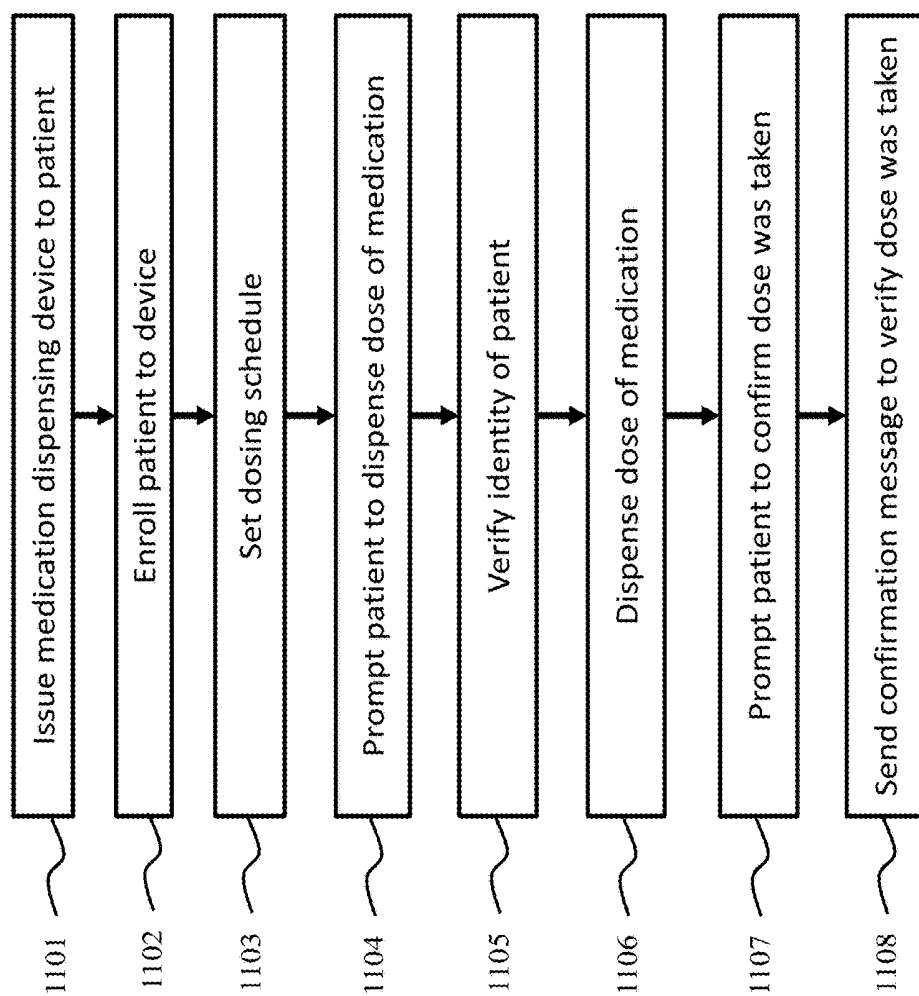 1101
Issue medication dispensing device to patient
1102
Enroll patient to device
1103
Set dosing schedule
1104
Prompt patient to dispense dose of medication
1105
Verify identity of patient
1106
Dispense dose of medication
1107
Prompt patient to confirm dose was taken
1108
Send confirmation message to verify dose was taken